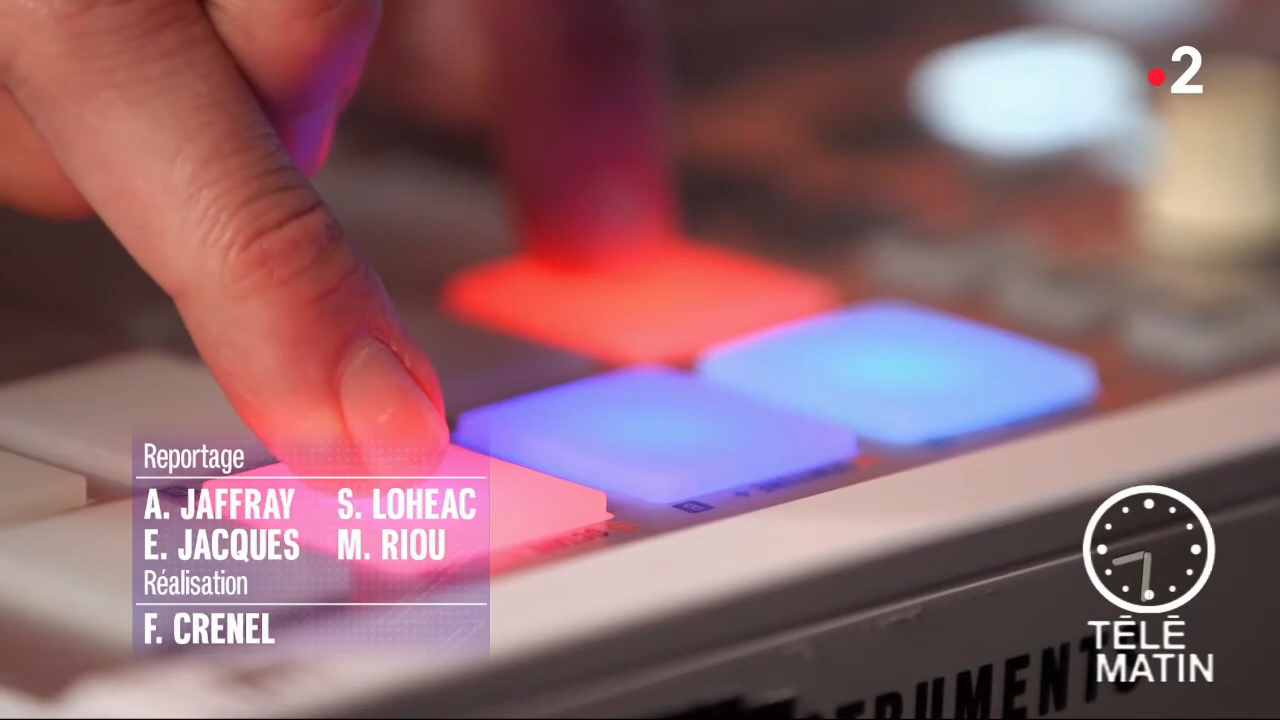 2
Reportage
A. JAFFRAY S. LOHEAC
E. JACQUES M. RIOU
Réalisation
F. CRENEL
TÉLÉ
MATIN